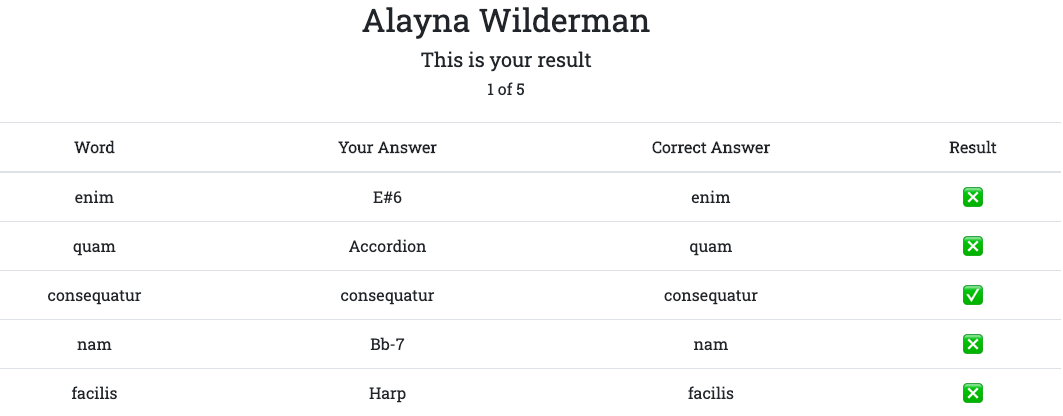 Alayna Wilderman
This is your result
1 of 5
Word Your Answer Correct Answer Result
enim E#6 enim ❎
quam Accordion quam ❎
consequatur consequatur consequatur ✅
nam Bb-7 nam ❎
facilis Harp facilis ❎